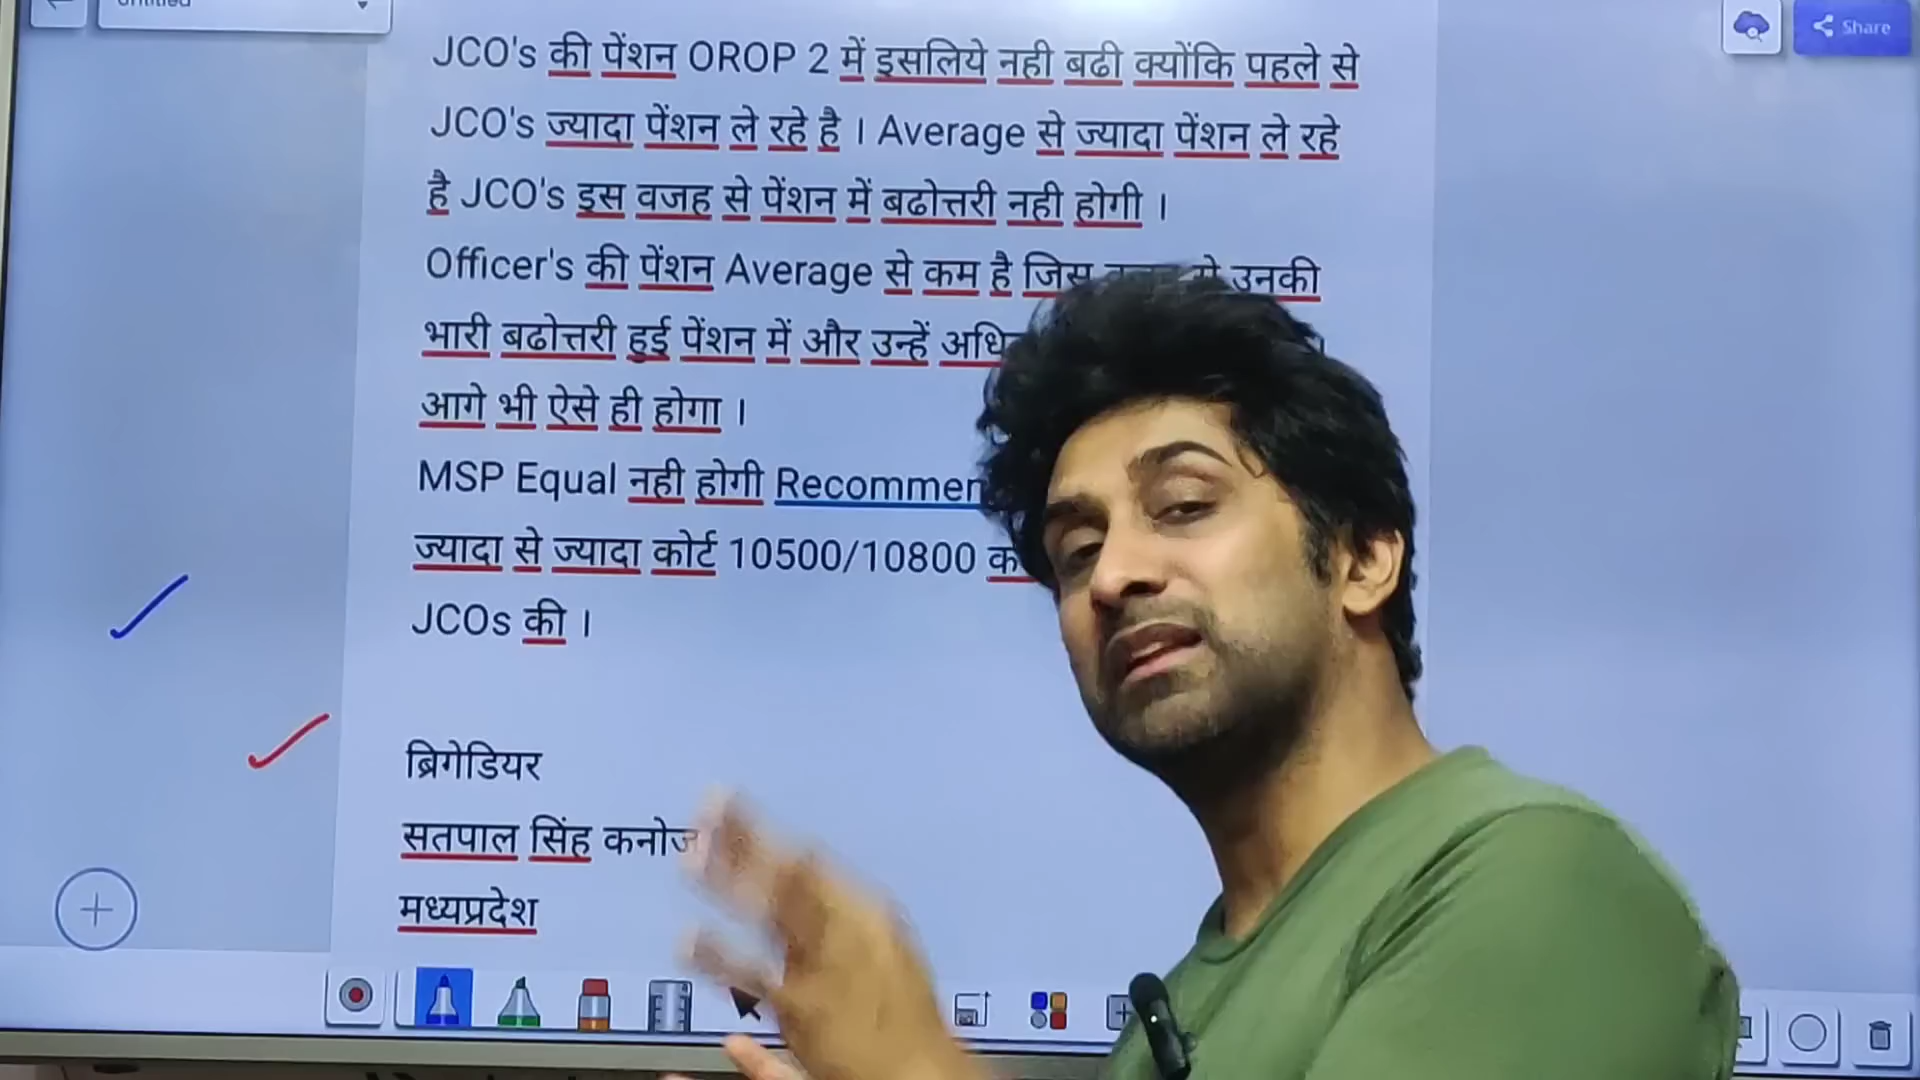 Untitled
Share
JCO's की पेंशन OROP 2 में इसलिये नही बढी क्योंकि पहले से
JCO's ज्यादा पेंशन ले रहे है । Average से ज्यादा पेंशन ले रहे
है JCO's इस वजह से पेंशन में बढोत्तरी नही होगी ।
Officer's की पेंशन Average से कम है जिस उनकी
भारी बढोत्तरी हुई पेंशन में और उन्हें
आगे भी ऐसे ही होगा ।
MSP Equal नही होगी
ज्यादा से ज्यादा कोर्ट 10500/10800
JCOs की ।
ब्रिगेडियर
सतपाल सिंह
मध्यप्रदेश